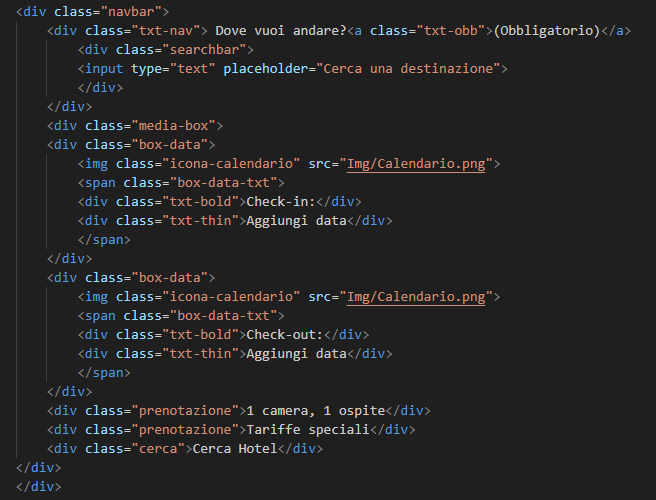 <div class="navbar">
<div class="txt-nav"> Dove vuoi andare?<a class="txt-obb">(Obbligatorio)</a>
<div class="searchbar">
<input type="text" placeholder="Cerca una destinazione">
</div>
</div>
<div class="media-box">
<div class="box-data">
<img class="icona-calendario" src="Img/Calendario.png">
<span class="box-data-txt">
<div class="txt-bold">Check-in:</div>
<div class="txt-thin">Aggiungi data</div>
</span>
</div>
<div class="box-data">
<img class="icona-calendario" src="Img/Calendario.png">
<span class="box-data-txt">
<div class="txt-bold">Check-out:</div>
<div class="txt-thin">Aggiungi data</div>
</span>
</div>
<div class="prenotazione">1 camera, 1 ospite</div>
<div class="prenotazione">Tariffe speciali</div>
<div class="cerca">Cerca Hotel</div>
</div>
</div>